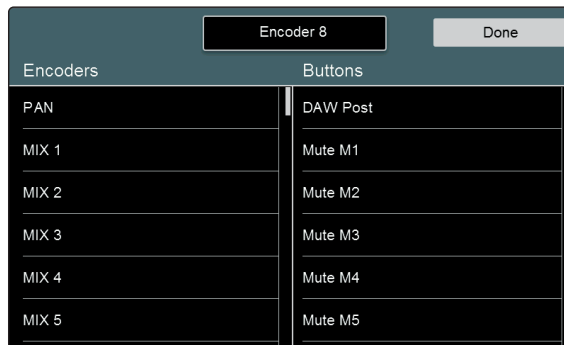 Encoder 8 Done
Encoders Buttons
PAN DAW Post
MIX 1 Mute M1
MIX 2 Mute M2
MIX 3 Mute M3
MIX 4 Mute M4
MIX 5 Mute M5